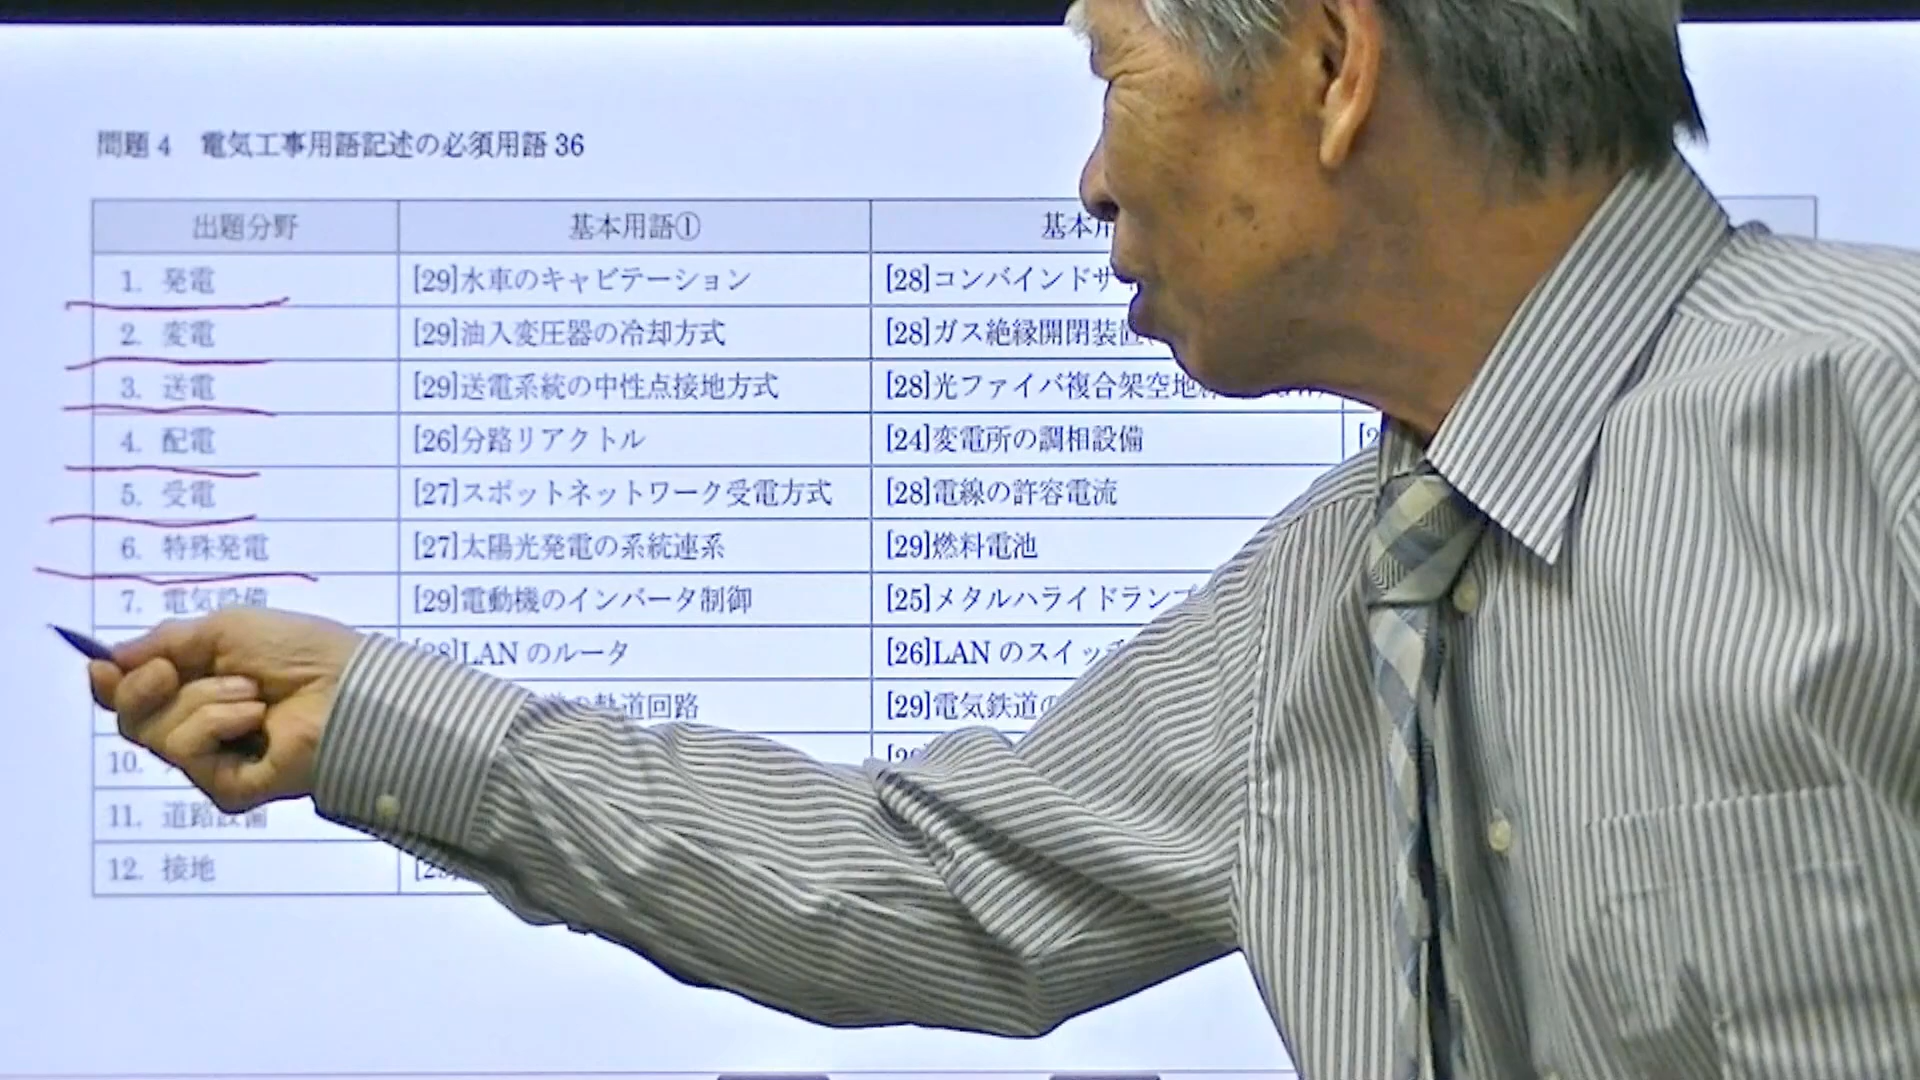 問題4 電気工事用語記述の必須用語36
出題分野 基本用語① 基本
1. 発電 [29]水車のキャビテーション [28]コンバインドサ
2. 変電 [29]油入変圧器の冷却方式 [28]ガス絶縁開閉装置
3. 送電 [29]送電系統の中性点接地方式 [28]光ファイバ複合架空地
4. 配電 [26]分路リアクトル [24]変電所の調相設備
5. 受電 [27]スポットネットワーク受電方式 [28]電線の許容電流
6. 特殊発電 [27]太陽光発電の系統連系 [29]燃料電池
7. 電気設備 [29]電動機のインバータ制御 [25]メタルハライドランプ
[28]LANのルータ [26]LANのスイッチ
軌道回路 [29]電気鉄道の
10.
11. 道路設備
12. 接地